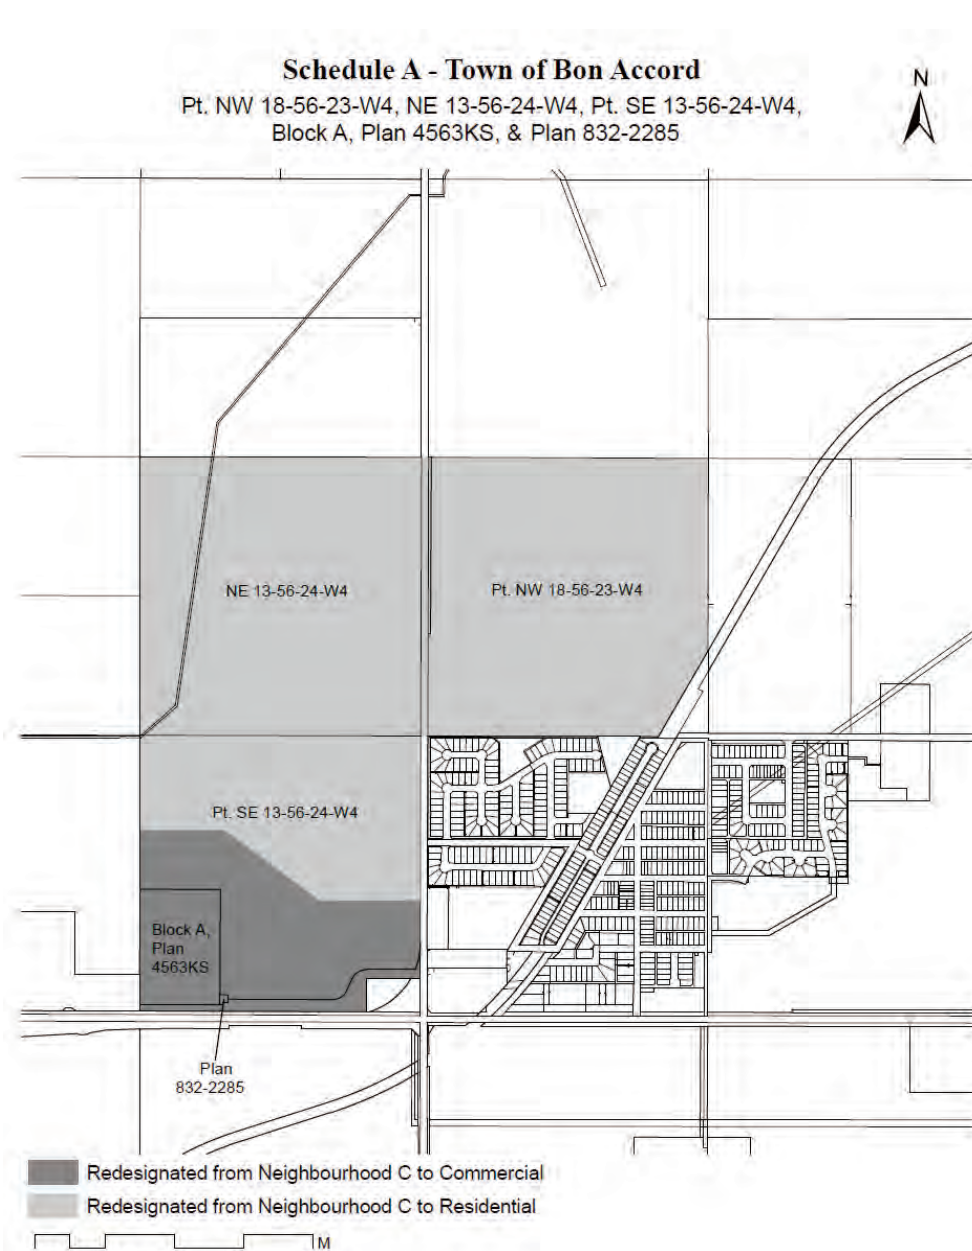 Schedule A - Town of Bon Accord
Pt. NW 18-56-23-W4, NE 13-56-24-W4, Pt. SE 13-56-24-W4,
Block A, Plan 4563KS, & Plan 832-2285
N
NE 13-56-24-W4
Pt. NW 18-56-23-W4
Pt. SE 13-56-24-W4
Block A,
Plan
4563KS
Plan
832-2285
Redesignated from Neighbourhood C to Commercial
Redesignated from Neighbourhood C to Residential
M